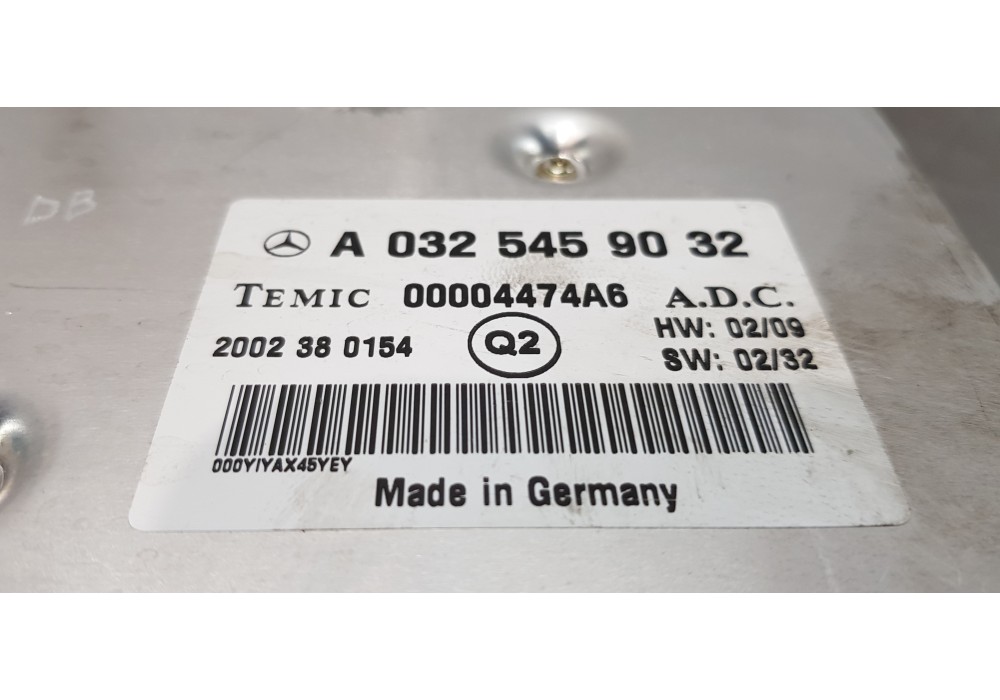 DB
A 032 545 90 32
TEMIC 00004474A6 A.D.C.
HW: 02/09
2002 38 0154 Q2
SW: 02/32
000YIYAX45YEY
Made in Germany